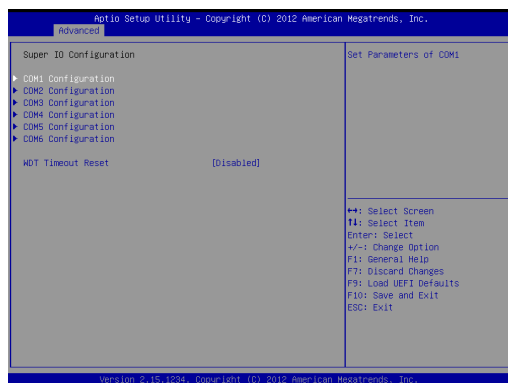 Aptio Setup Utility – Copyright (C) 2012 American Megatrends, Inc.
Advanced
Super IO Configuration
COM1 Configuration
COM2 Configuration
COM3 Configuration
COM4 Configuration
COM5 Configuration
COM6 Configuration
WDT Timeout Reset [Disabled]
Set Parameters of COM1
↔: Select Screen
↑↓: Select Item
Enter: Select
+/-: Change Option
F1: General Help
F7: Discard Changes
F9: Load UEFI Defaults
F10: Save and Exit
ESC: Exit
Version 2.15.1234. Copyright (C) 2012 American Megatrends, Inc.